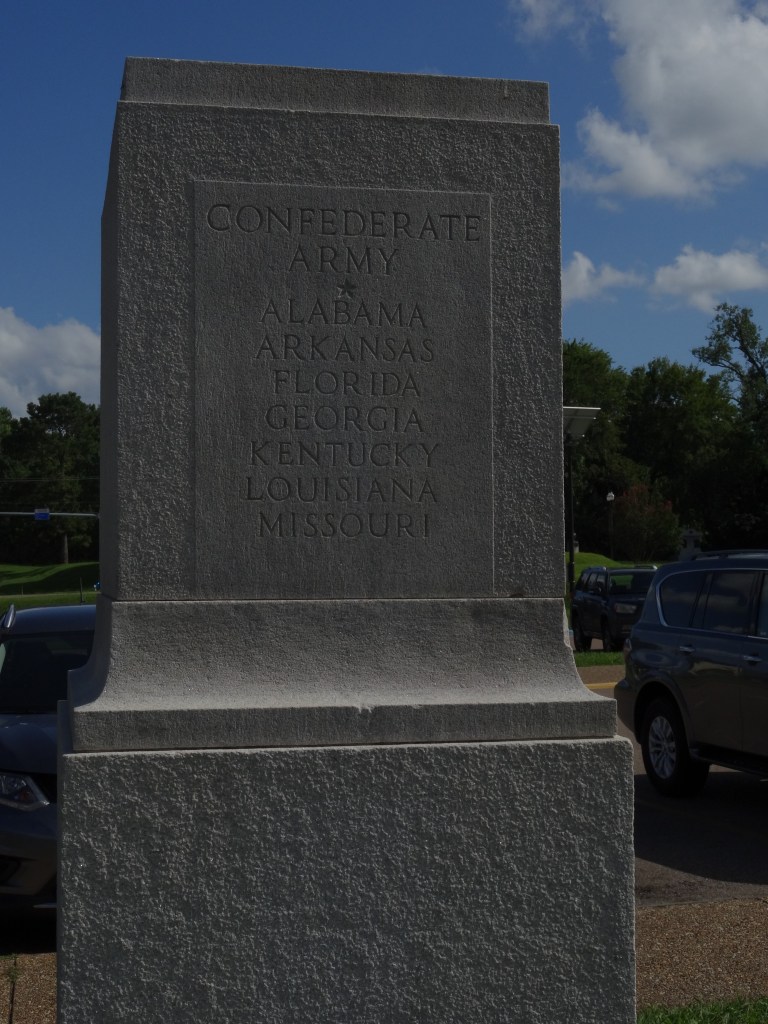 CONFEDERATE
ARMY
ALABAMA
ARKANSAS
FLORIDA
GEORGIA
KENTUCKY
LOUISIANA
MISSOURI